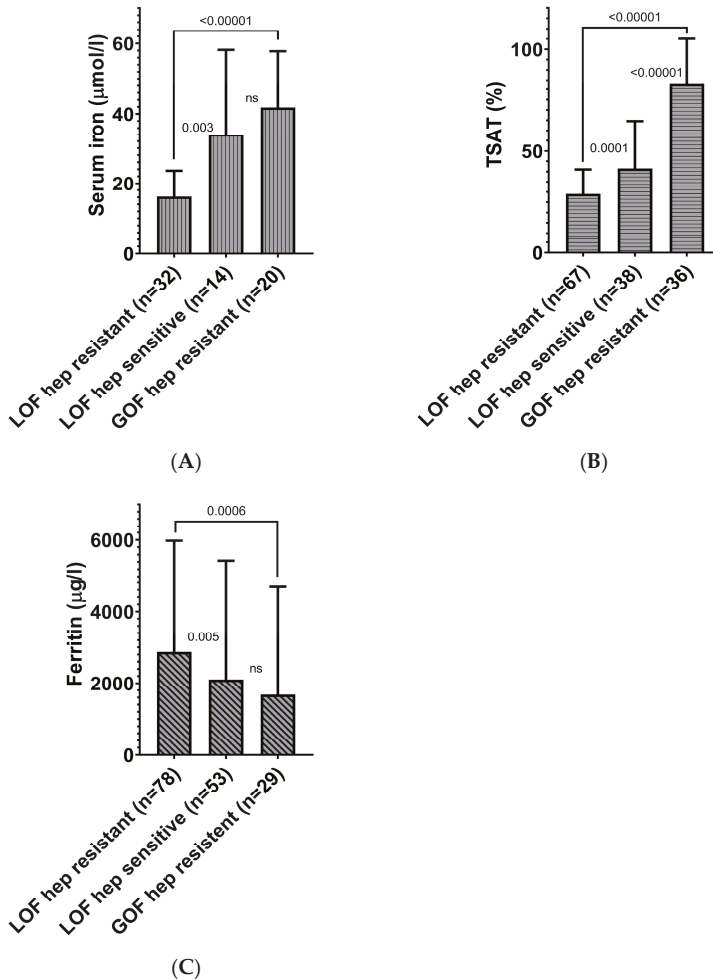 <0.00001
60
40
20
0
Serum iron (μmol/l)
0.003
ns
LOF hep resistant (n=32)
LOF hep sensitive (n=14)
GOF hep resistant (n=20)
(A)
<0.00001
100
50
0
TSAT (%)
<0.00001
0.0001
LOF hep resistant (n=67)
LOF hep sensitive (n=38)
GOF hep resistant (n=36)
(B)
0.0006
6000
4000
2000
0
Ferritin (μg/l)
0.005
ns
LOF hep resistant (n=78)
LOF hep sensitive (n=53)
GOF hep resistent (n=29)
(C)